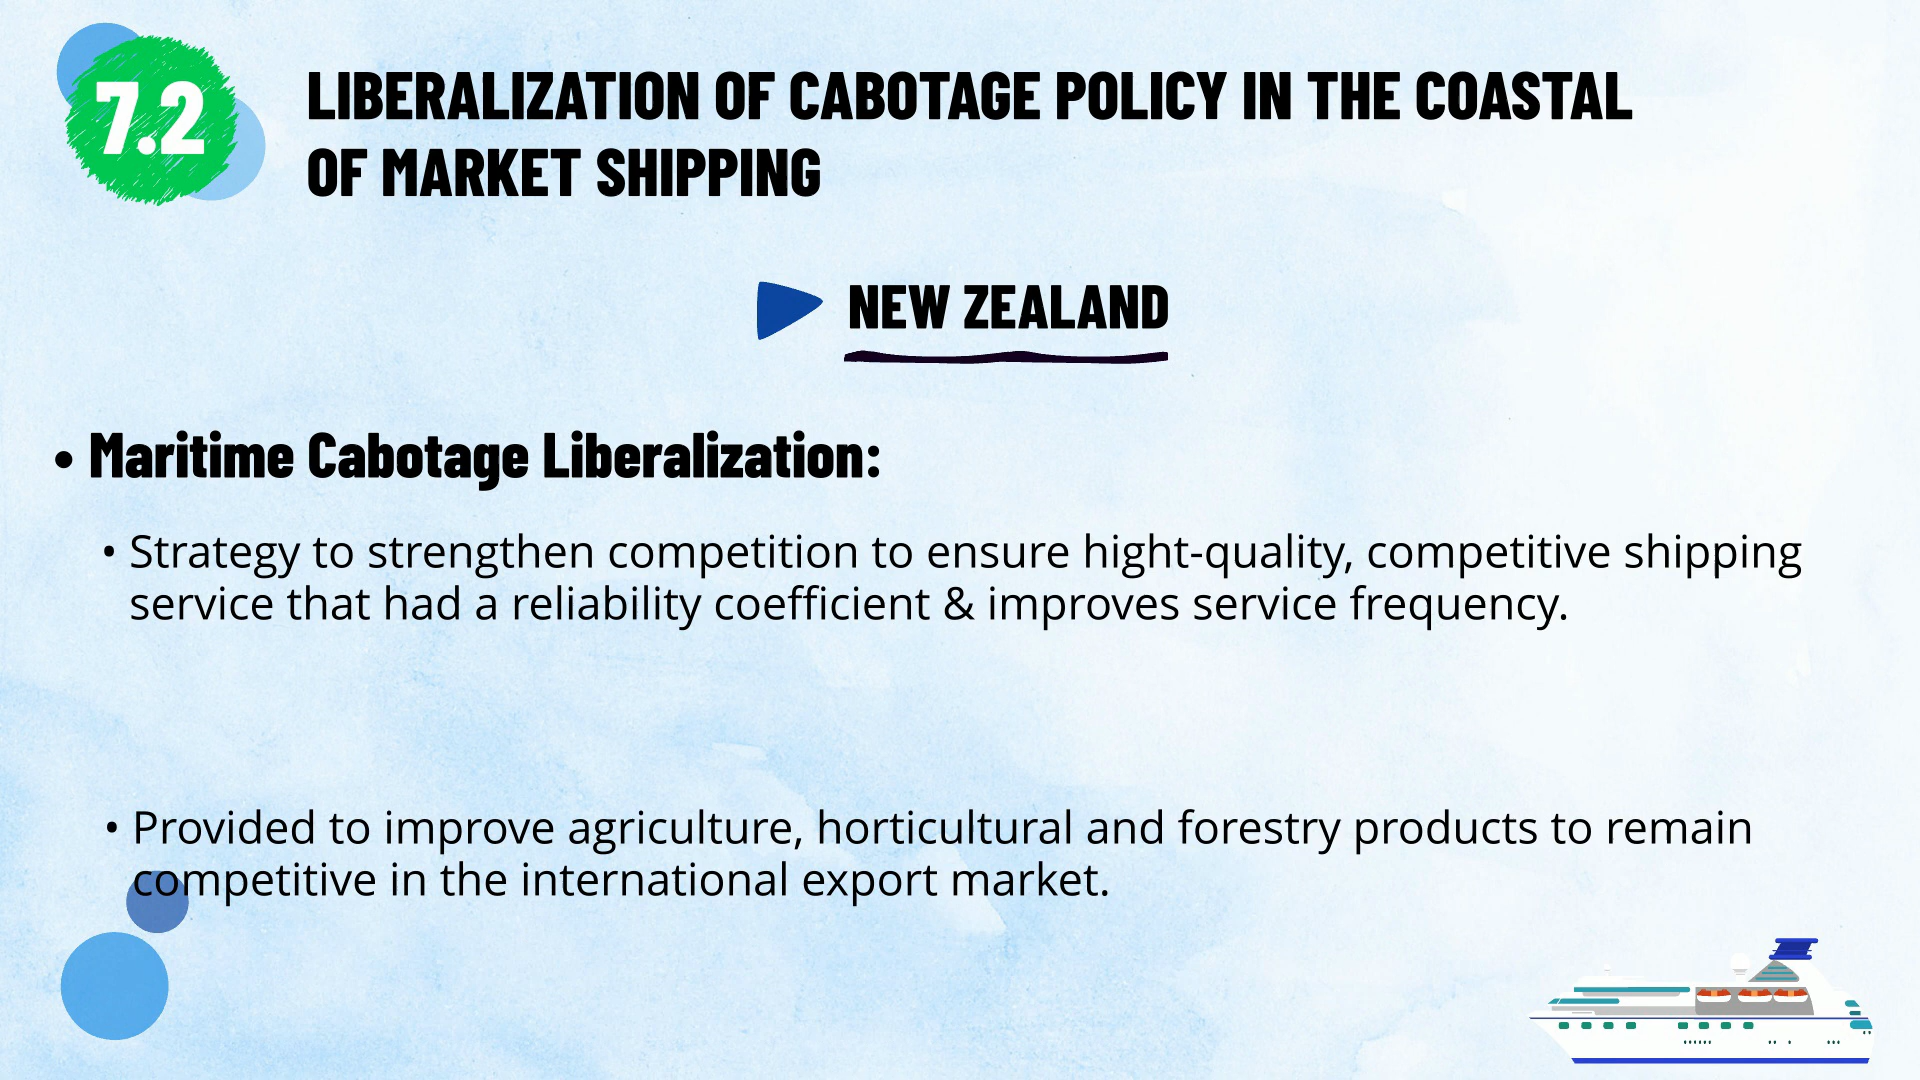 7.2
LIBERALIZATION OF CABOTAGE POLICY IN THE COASTAL
OF MARKET SHIPPING
NEW ZEALAND
• Maritime Cabotage Liberalization:
• Strategy to strengthen competition to ensure hight-quality, competitive shipping
service that had a reliability coefficient & improves service frequency.
• Provided to improve agriculture, horticultural and forestry products to remain
competitive in the international export market.